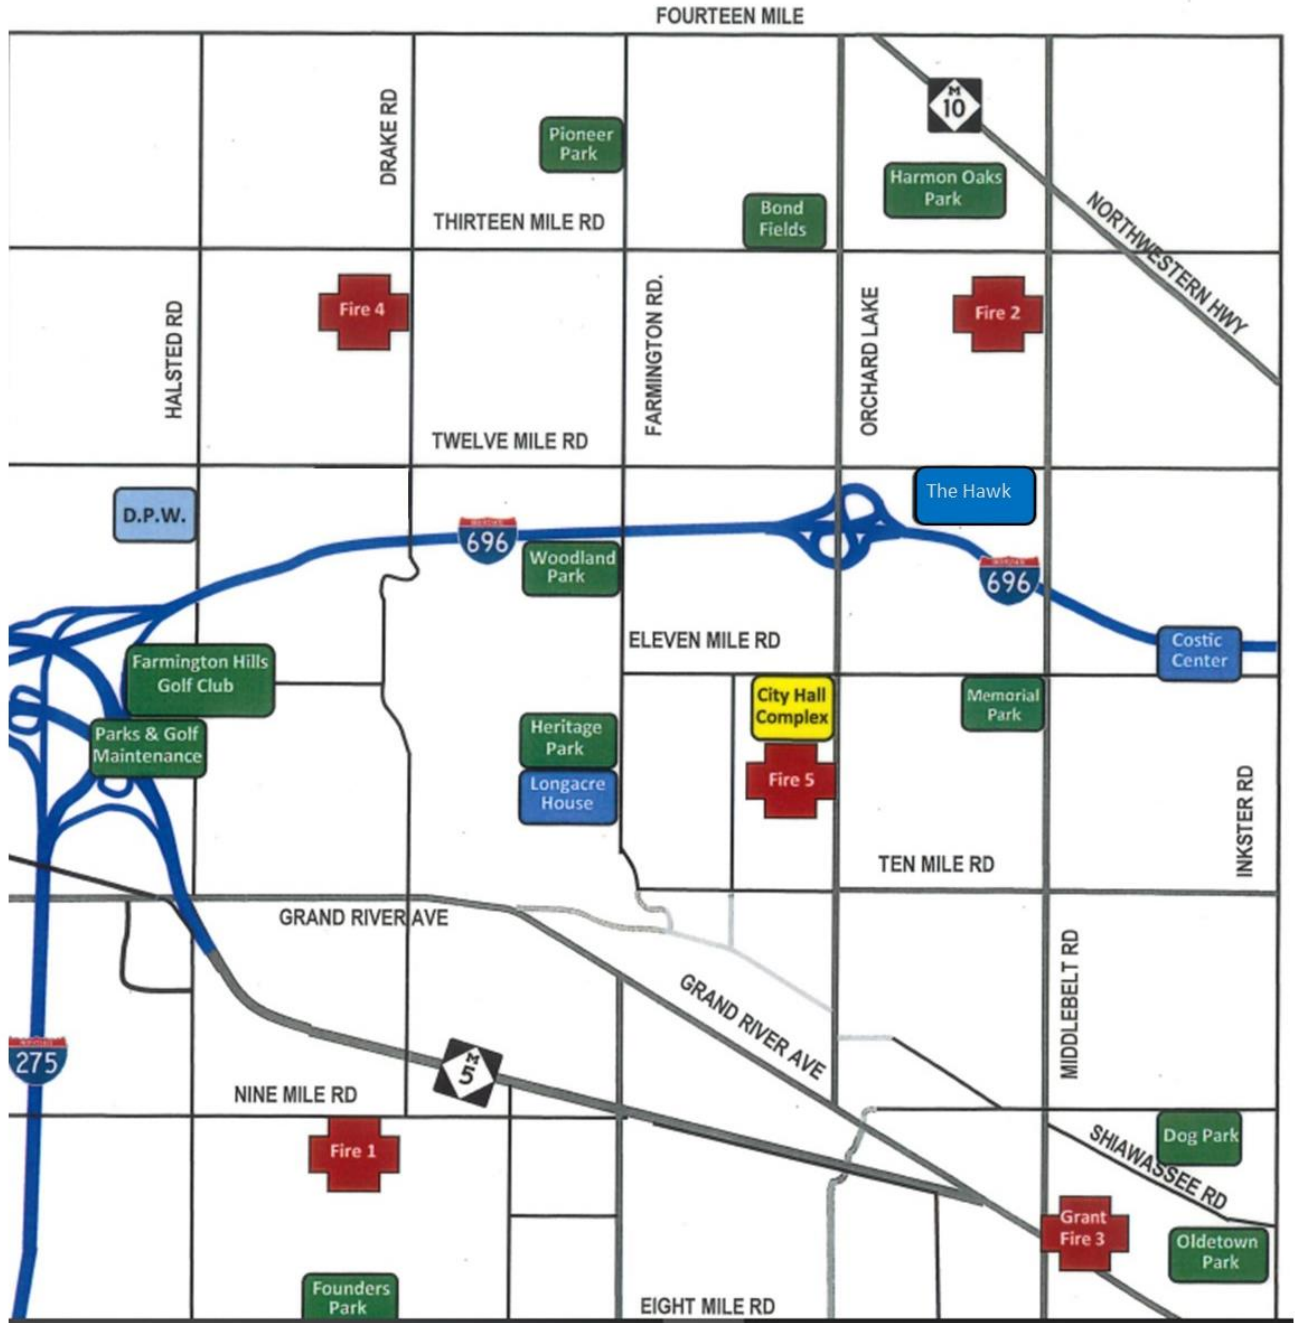 FOURTEEN MILE
DRAKE RD
M
10
Pioneer
Park
Harmon Oaks
Park
Bond
Fields
THIRTEEN MILE RD
NORTHWESTERN HWY
Fire 4
Fire 2
HALSTED RD
FARMINGTON RD.
ORCHARD LAKE
TWELVE MILE RD
D.P.W.
The Hawk
696
Woodland
Park
696
ELEVEN MILE RD
Costic
Center
Farmington Hills
Golf Club
City Hall
Complex
Memorial
Park
Parks & Golf
Maintenance
Heritage
Park
Longacre
House
Fire 5
INKSTER RD
TEN MILE RD
GRAND RIVER AVE
GRAND RIVER AVE
MIDDLEBELT RD
275
M
5
NINE MILE RD
Fire 1
Dog Park
SHIAWASSEE RD
Grant
Fire 3
Oldetown
Park
Founders
Park
EIGHT MILE RD